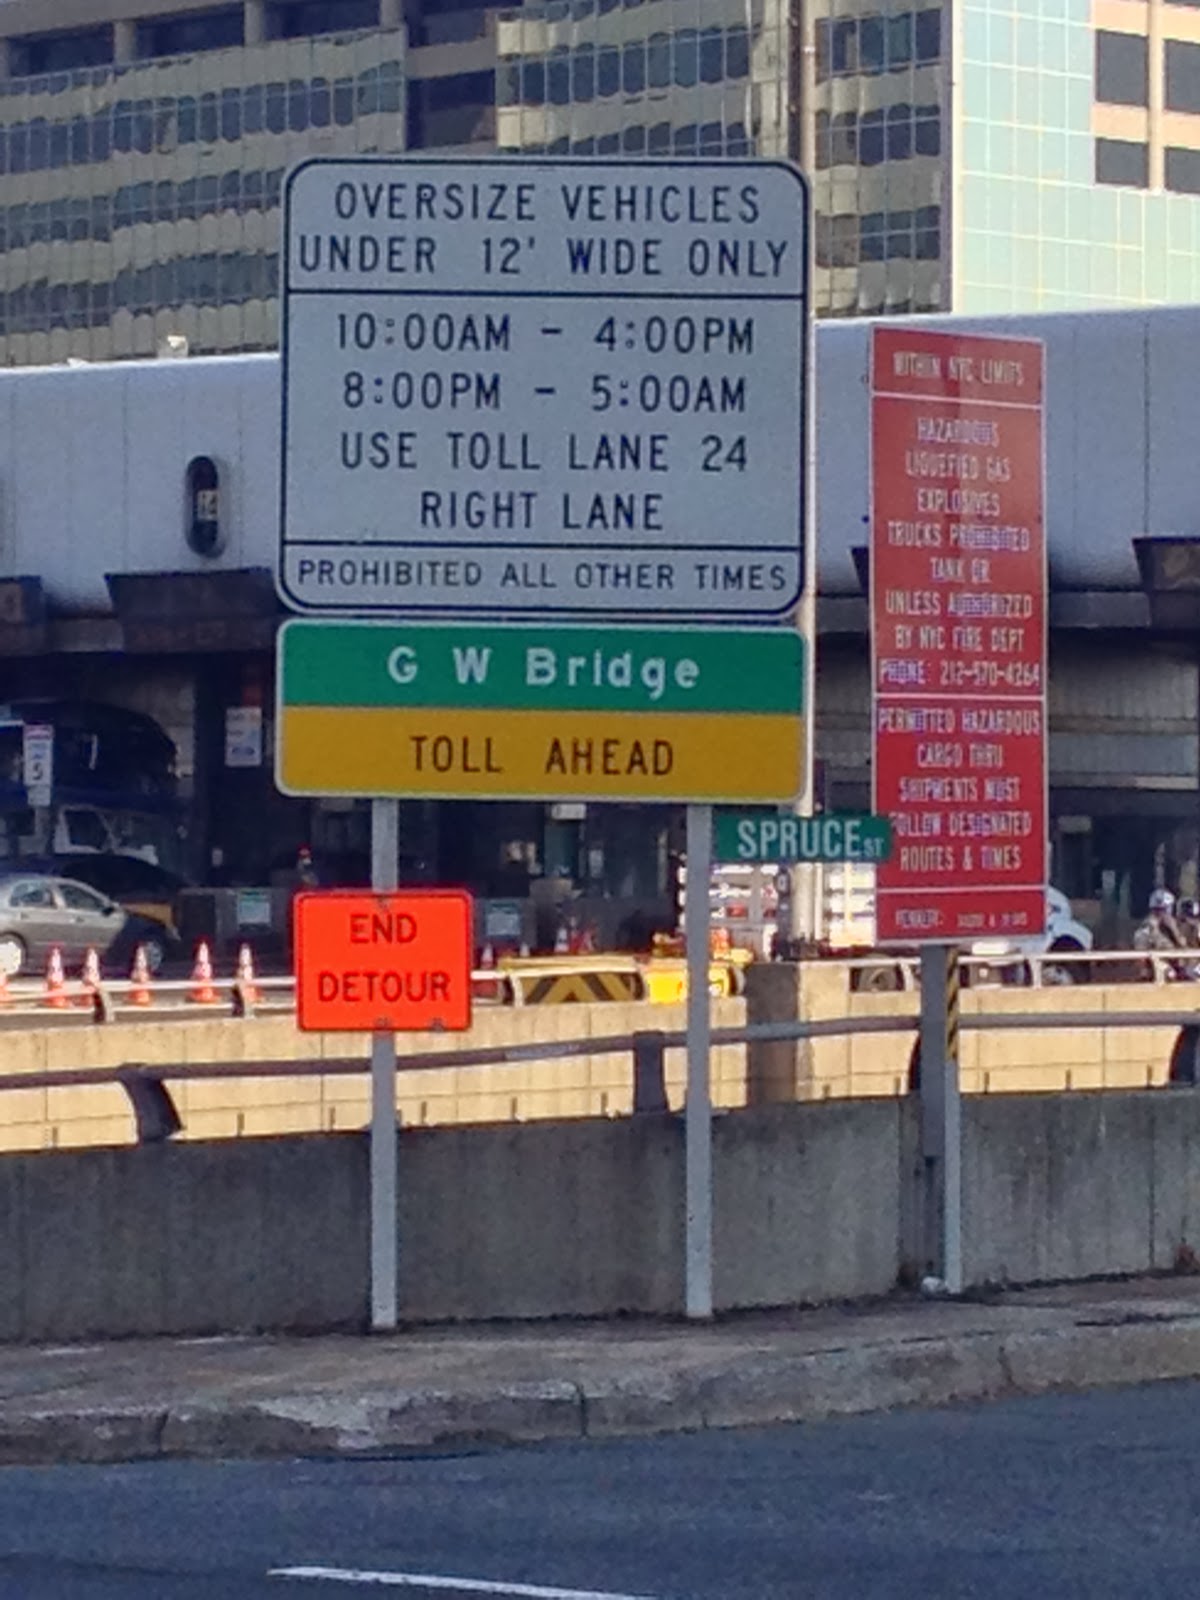 OVERSIZE VEHICLES
UNDER 12' WIDE ONLY
10:00AM - 4:00PM
8:00PM - 5:00AM
USE TOLL LANE 24
RIGHT LANE
PROHIBITED ALL OTHER TIMES
G W Bridge
TOLL AHEAD
END
DETOUR
SPRUCE ST
WITHIN NYC LIMITS
HAZARDOUS
LIQUEFIED GAS
EXPLOSIVES
TRUCKS PROHIBITED
TANK OR
UNLESS AUTHORIZED
BY NYC FIRE DEPT
PHONE: 212-570-4264
PERMITTED HAZARDOUS
CARGO THRU
SHIPMENTS MUST
FOLLOW DESIGNATED
ROUTES & TIMES
14
5